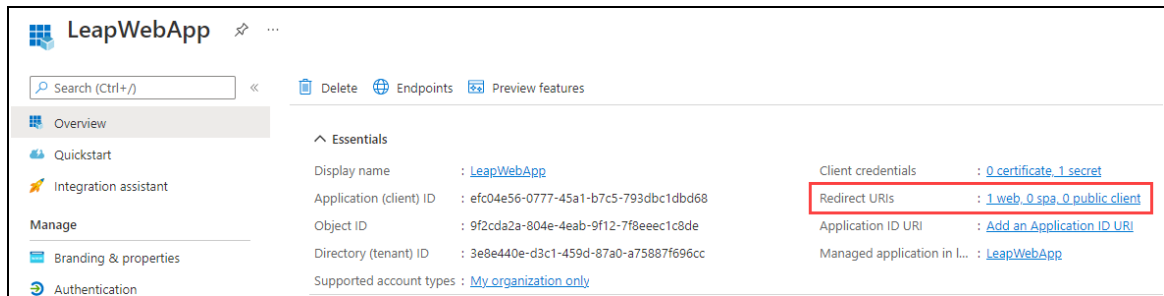 LeapWebApp ...
Search (Ctrl+/) «
Delete Endpoints Preview features
Overview
Quickstart
Integration assistant
Manage
Branding & properties
Authentication
Essentials
Display name : LeapWebApp
Application (client) ID : efc04e56-0777-45a1-b7c5-793dbc1dbd68
Object ID : 9f2cda2a-804e-4eab-9f12-7f8eeec1c8de
Directory (tenant) ID : 3e8e440e-d3c1-459d-87a0-a75887f696cc
Supported account types : My organization only
Client credentials : 0 certificate, 1 secret
Redirect URIs : 1 web, 0 spa, 0 public client
Application ID URI : Add an Application ID URI
Managed application in l... : LeapWebApp